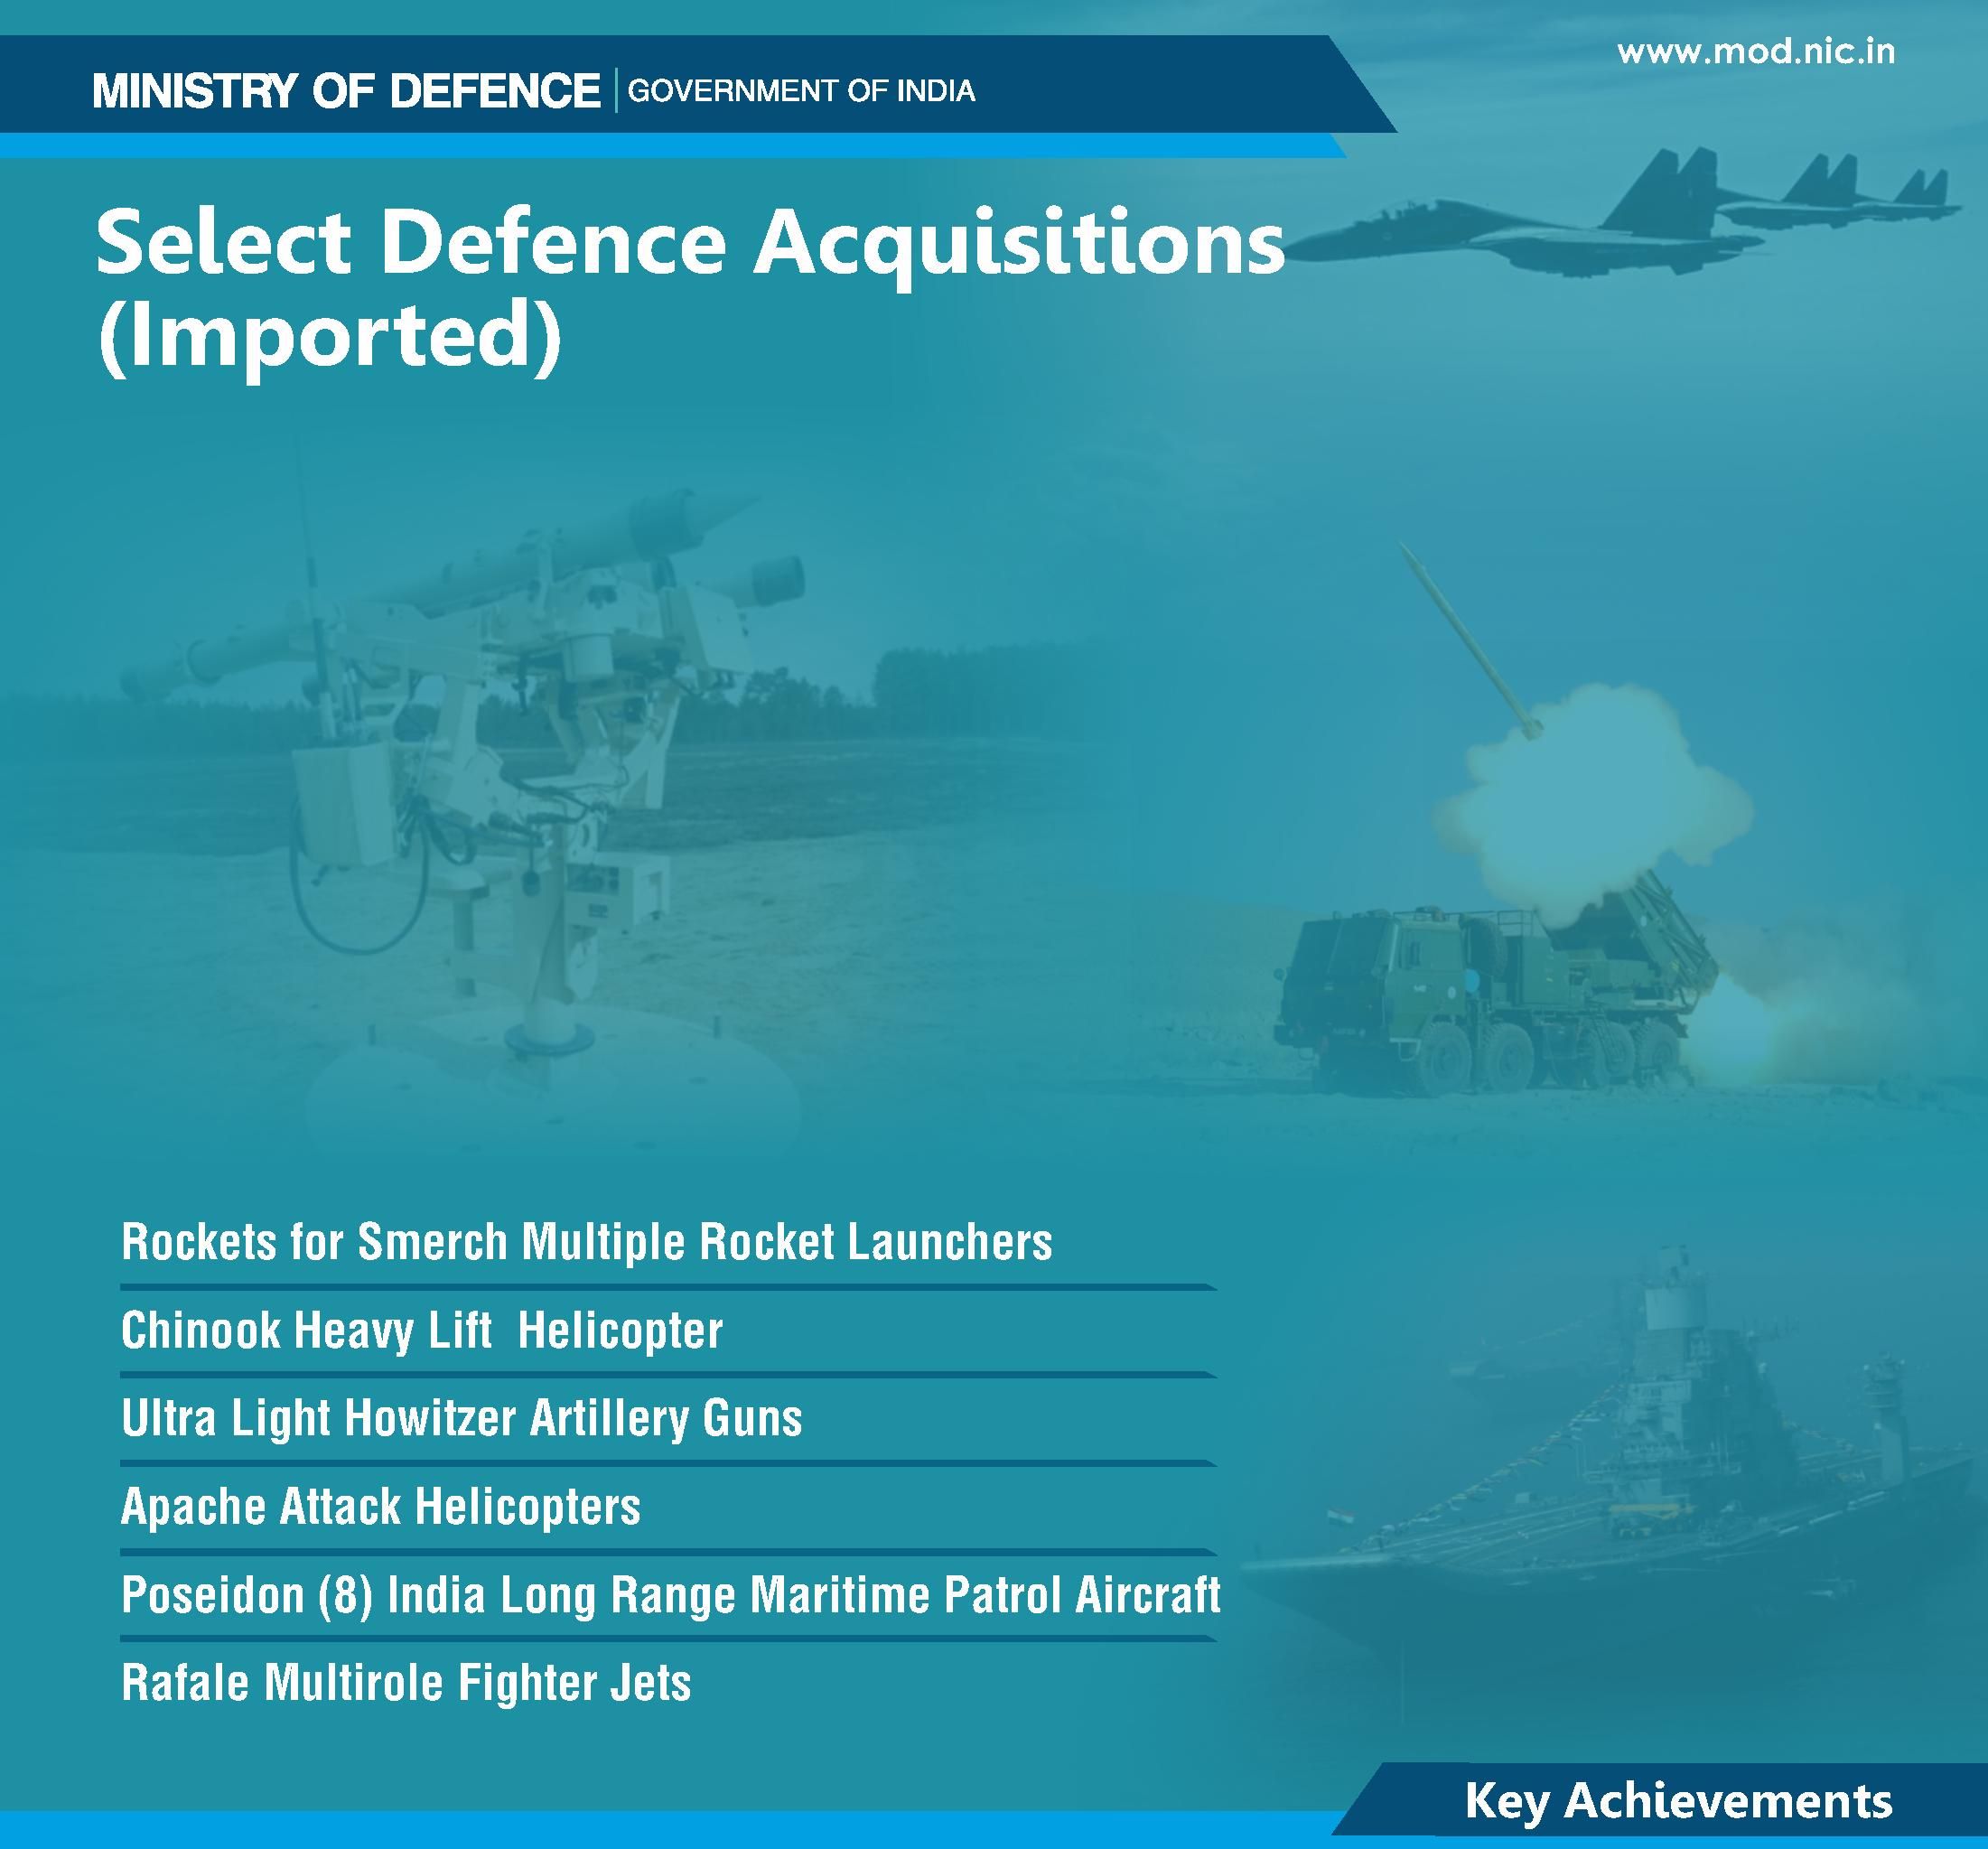 www.mod.nic.in
MINISTRY OF DEFENCE | GOVERNMENT OF INDIA
Select Defence Acquisitions
(Imported)
Rockets for Smerch Multiple Rocket Launchers
Chinook Heavy Lift Helicopter
Ultra Light Howitzer Artillery Guns
Apache Attack Helicopters
Poseidon (8) India Long Range Maritime Patrol Aircraft
Rafale Multirole Fighter Jets
Key Achievements